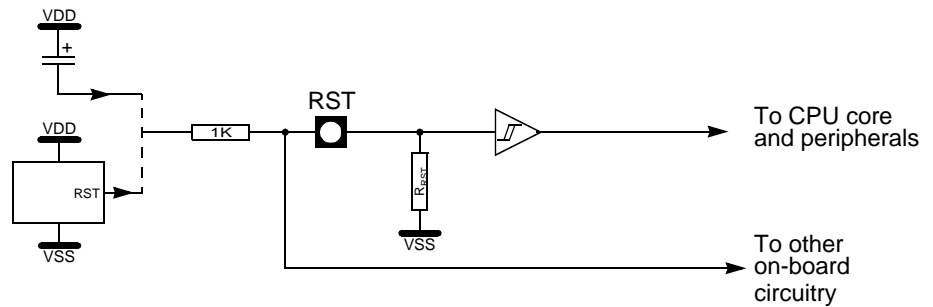 VDD
+
VDD
RST
VSS
1K
RST
RRST
VSS
To CPU core
and peripherals
To other
on-board
circuitry